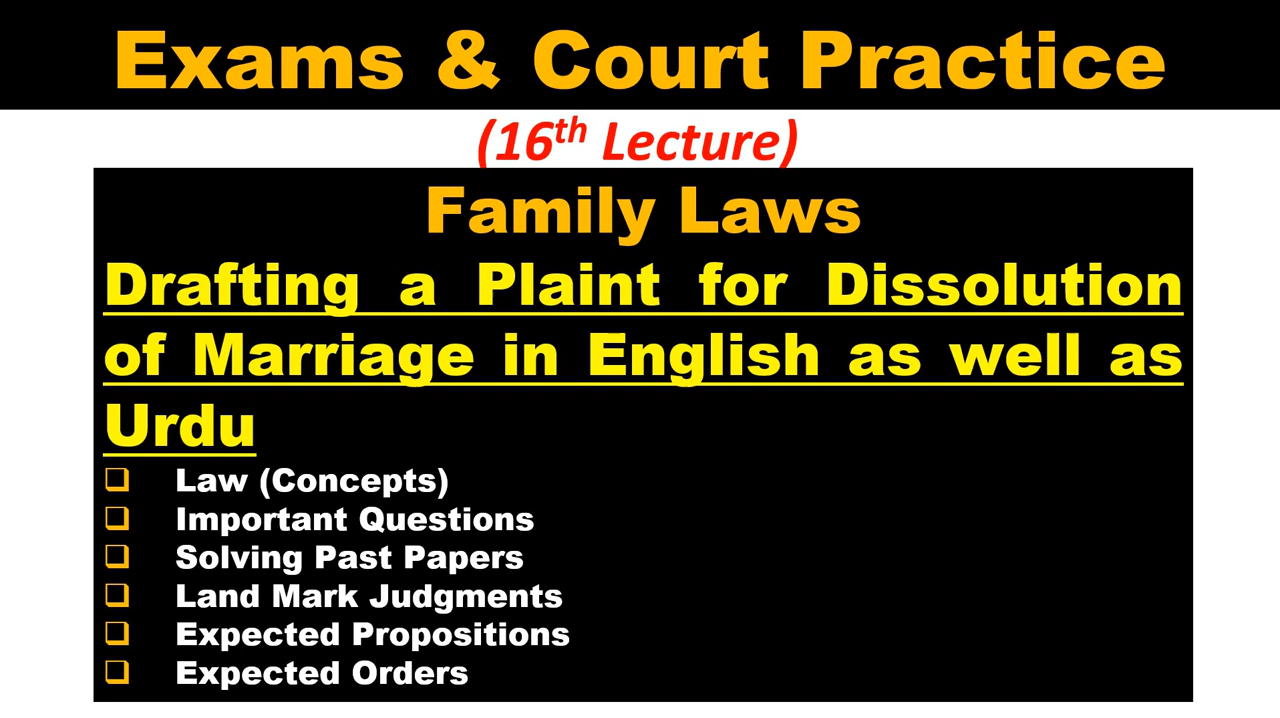 Exams & Court Practice
(16th Lecture)
Family Laws
Drafting a Plaint for Dissolution
of Marriage in English as well as
Urdu
❑ Law (Concepts)
❑ Important Questions
❑ Solving Past Papers
❑ Land Mark Judgments
❑ Expected Propositions
❑ Expected Orders